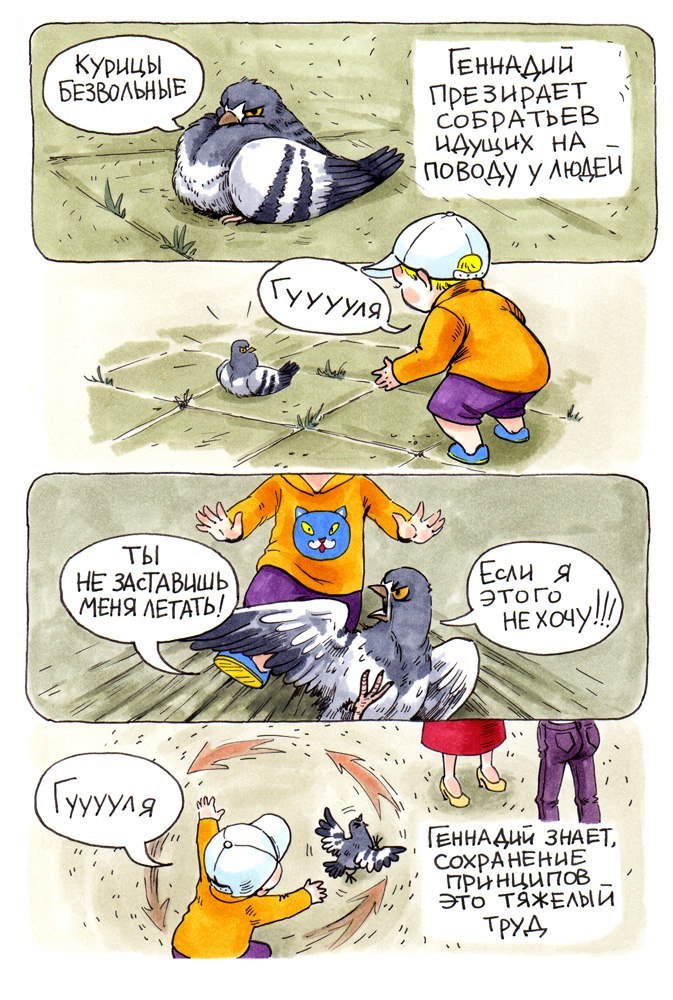 КУРИЦЫ
БЕЗВОЛЬНЫЕ
ГЕННАДИЙ
ПРЕЗИРАЕТ
СОБРАТЬЕВ
ИДУЩИХ НА
ПОВОДУ У ЛЮДЕЙ
ГУУУУЛЯ
ТЫ
НЕ ЗАСТАВИШЬ
МЕНЯ ЛЕТАТЬ!
ЕСЛИ Я
ЭТОГО
НЕ ХОЧУ!!!
ГУУУУЛЯ
ГЕННАДИЙ ЗНАЕТ,
СОХРАНЕНИЕ
ПРИНЦИПОВ
ЭТО ТЯЖЕЛЫЙ
ТРУД